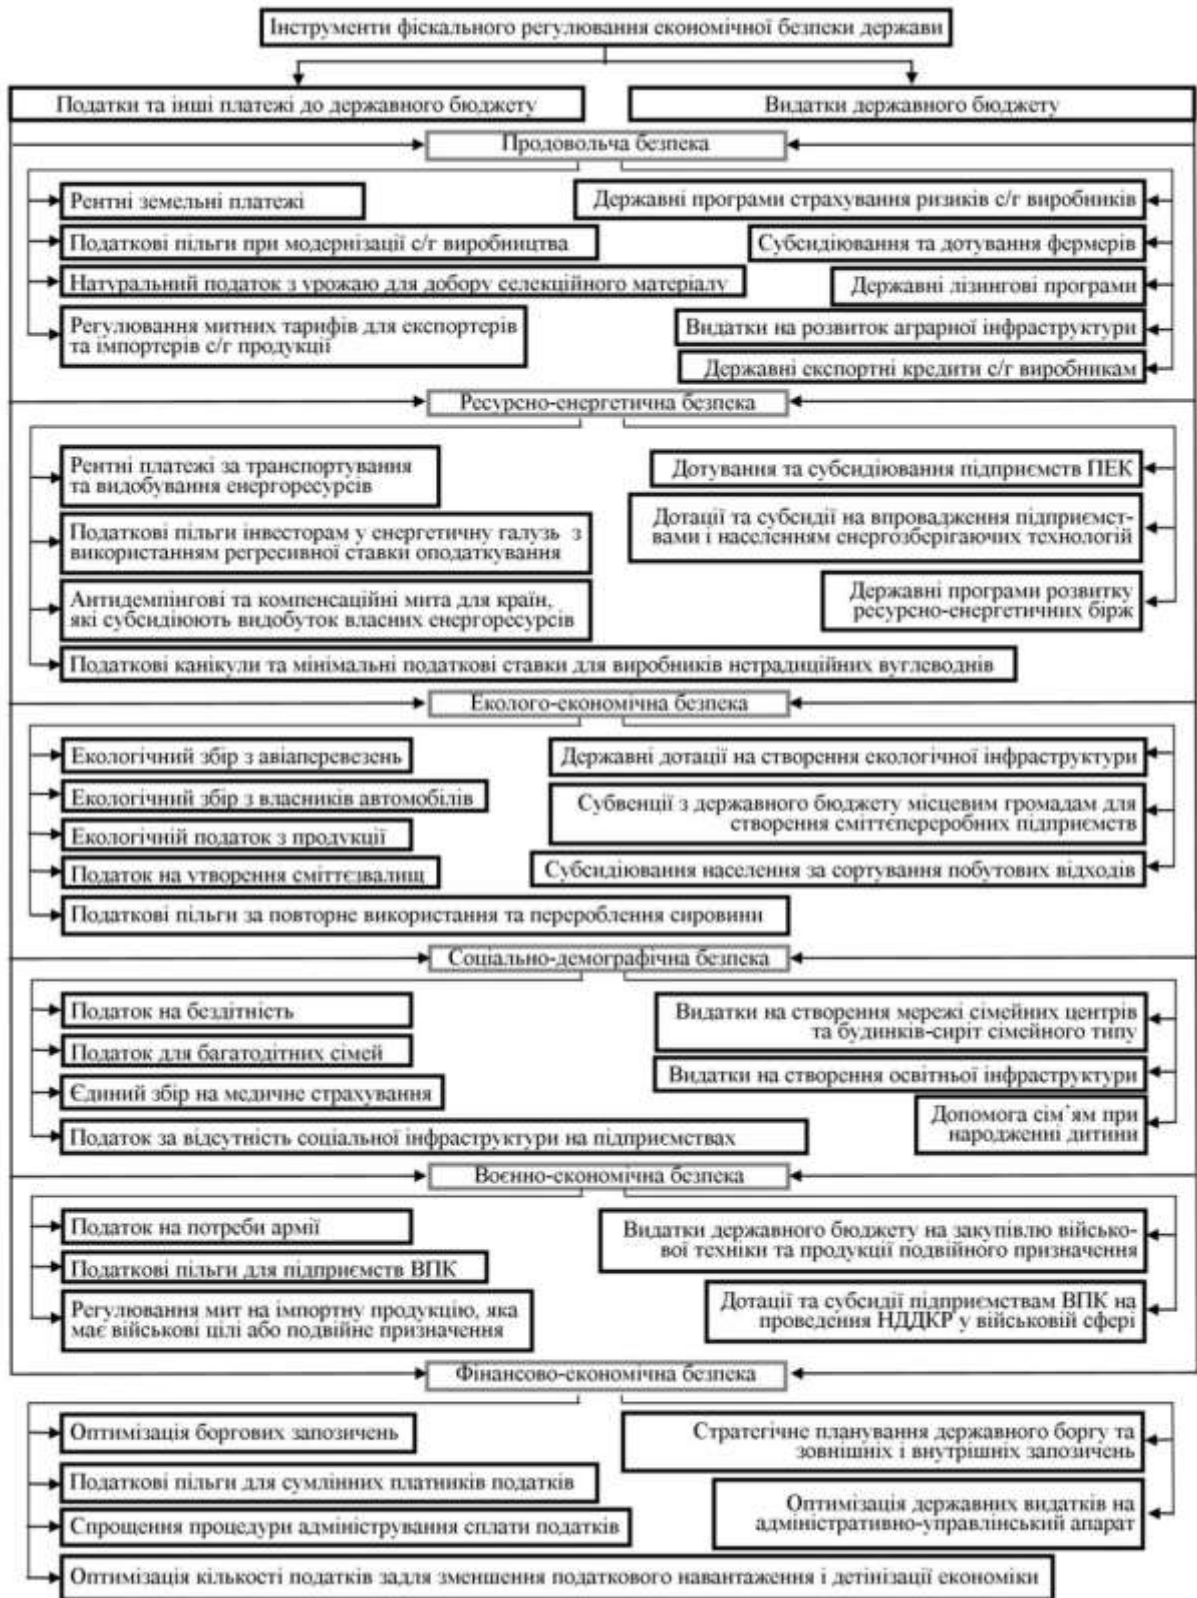 Інструменти фіскального регулювання економічної безпеки держави
Податки та інші платежі до державного бюджету
Видатки державного бюджету
Продовольча безпека
Рентні земельні платежі
Податкові пільги при модернізації с/г виробництва
Натуральний податок з урожаю для добору селекційного матеріалу
Регулювання митних тарифів для експортерів
та імпортерів с/г продукції
Державні програми страхування ризиків с/г виробників
Субсидіювання та дотування фермерів
Державні лізингові програми
Видатки на розвиток аграрної інфраструктури
Державні експортні кредити с/г виробникам
Ресурсно-енергетична безпека
Рентні платежі за транспортування
та видобування енергоресурсів
Податкові пільги інвесторам у енергетичну галузь з
використанням регресивної ставки оподаткування
Антидемпінгові та компенсаційні мита для країн,
які субсидіюють видобуток власних енергоресурсів
Податкові канікули та мінімальні податкові ставки для виробників нетрадиційних вуглеводнів
Дотування та субсидіювання підприємств ПЕК
Дотації та субсидії на впровадження підприємст-
вами і населенням енергозберігаючих технологій
Державні програми розвитку
ресурсно-енергетичних бірж
Еколого-економічна безпека
Екологічний збір з авіаперевезень
Екологічний збір з власників автомобілів
Екологічній податок з продукції
Податок на утворення сміттєзвалищ
Податкові пільги за повторне використання та перероблення сировини
Державні дотації на створення екологічної інфраструктури
Субвенції з державного бюджету місцевим громадам для
створення сміттєпереробних підприємств
Субсидіювання населення за сортування побутових відходів
Соціально-демографічна безпека
Податок на бездітність
Податок для багатодітних сімей
Єдиний збір на медичне страхування
Податок за відсутність соціальної інфраструктури на підприємствах
Видатки на створення мережі сімейних центрів
та будинків-сиріт сімейного типу
Видатки на створення освітньої інфраструктури
Допомога сім’ям при
народженні дитини
Воєнно-економічна безпека
Податок на потреби армії
Податкові пільги для підприємств ВПК
Регулювання мит на імпортну продукцію, яка
має військові цілі або подвійне призначення
Видатки державного бюджету на закупівлю військо-
вої техніки та продукції подвійного призначення
Дотації та субсидії підприємствам ВПК на
проведення НДДКР у військовій сфері
Фінансово-економічна безпека
Оптимізація боргових запозичень
Податкові пільги для сумлінних платників податків
Спрощення процедури адміністрування сплати податків
Оптимізація кількості податків задля зменшення податкового навантаження і детінізації економіки
Стратегічне планування державного боргу та
зовнішніх і внутрішніх запозичень
Оптимізація державних видатків на
адміністративно-управлінський апарат